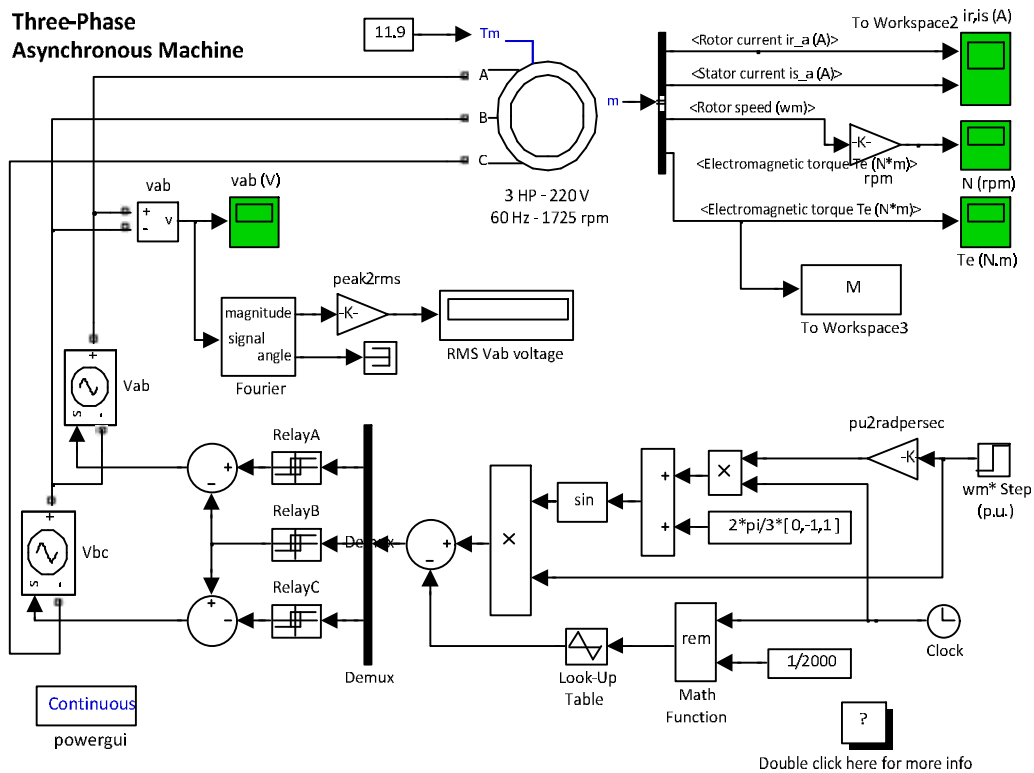 Three-Phase
Asynchronous Machine
11.9
Tm
A
B
C
m
3 HP - 220 V
60 Hz - 1725 rpm
To Workspace2
ir,is (A)
<Rotor current ir_a (A)>
<Stator current is_a (A)>
<Rotor speed (wm)>
-K-
<Electromagnetic torque Te (N*m)>
rpm
N (rpm)
<Electromagnetic torque Te (N*m)>
Te (N.m)
M
To Workspace3
vab
+
-
v
vab (V)
peak2rms
magnitude
signal
angle
Fourier
-K-
RMS Vab voltage
+
Vab
s
-
+
Vbc
s
-
RelayA
+
-
RelayB
RelayC
+
-
Demux
Demux
+
-
×
sin
+
+
×
pu2radpersec
-K-
wm* Step
(p.u.)
2*pi/3*[ 0,-1,1 ]
Look-Up
Table
rem
Math
Function
1/2000
Clock
Continuous
powergui
?
Double click here for more info